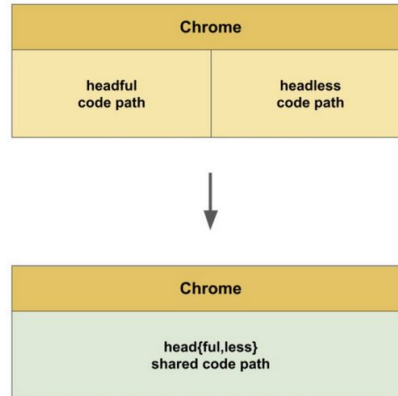 Chrome
headful
code path
headless
code path
Chrome
head{ful,less}
shared code path